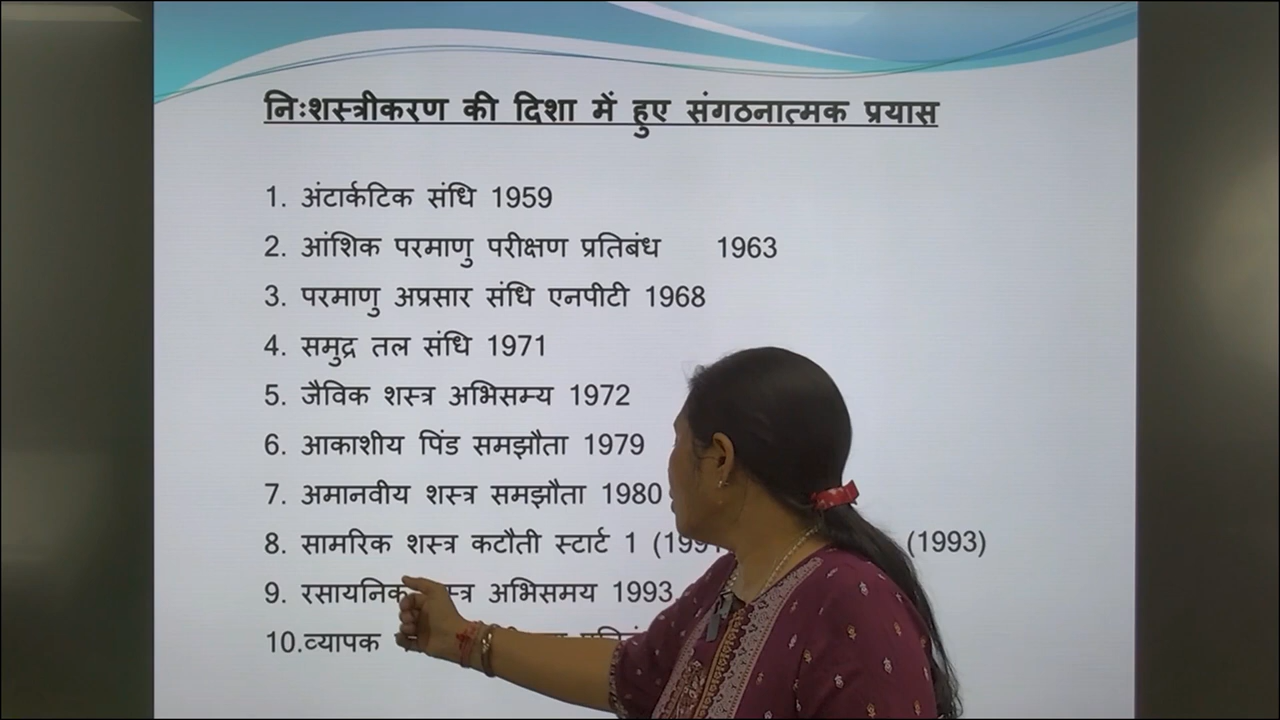 निःशस्त्रीकरण की दिशा में हुए संगठनात्मक प्रयास
1. अंटार्कटिक संधि 1959
2. आंशिक परमाणु परीक्षण प्रतिबंध 1963
3. परमाणु अप्रसार संधि एनपीटी 1968
4. समुद्र तल संधि 1971
5. जैविक शस्त्र अभिसम्य 1972
6. आकाशीय पिंड समझौता 1979
7. अमानवीय शस्त्र समझौता 1980
8. सामरिक शस्त्र कटौती स्टार्ट 1 (1993)
9. रसायनिक अभिसमय 1993
10.व्यापक